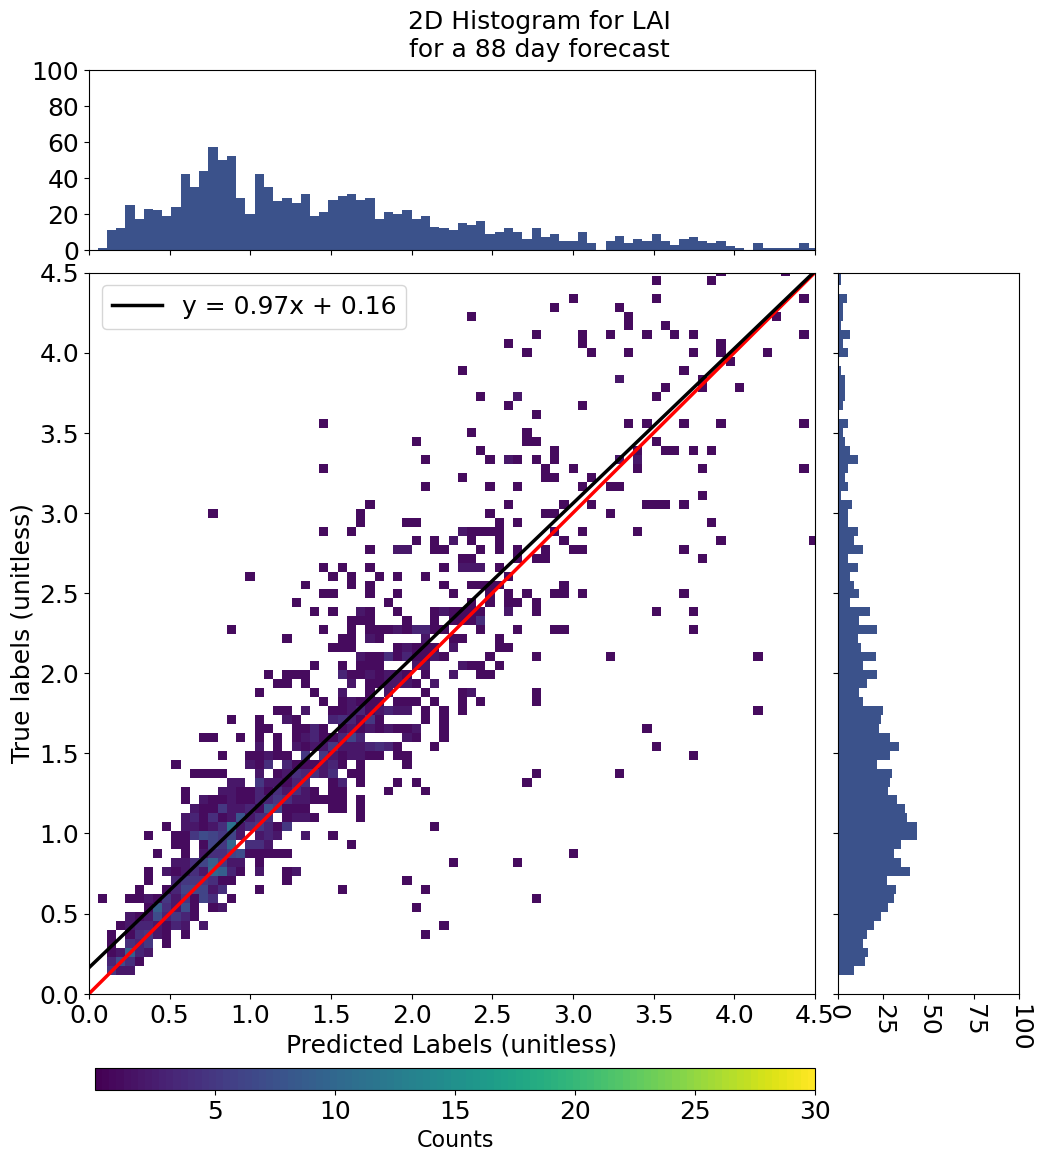 2D Histogram for LAI
for a 88 day forecast
100
80
60
40
20
0
4.5
4.0
3.5
3.0
2.5
2.0
1.5
1.0
0.5
0.0
True labels (unitless)
y = 0.97x + 0.16
0.0 0.5 1.0 1.5 2.0 2.5 3.0 3.5 4.0 4.5
Predicted Labels (unitless)
0 25 50 75 100
5 10 15 20 25 30
Counts